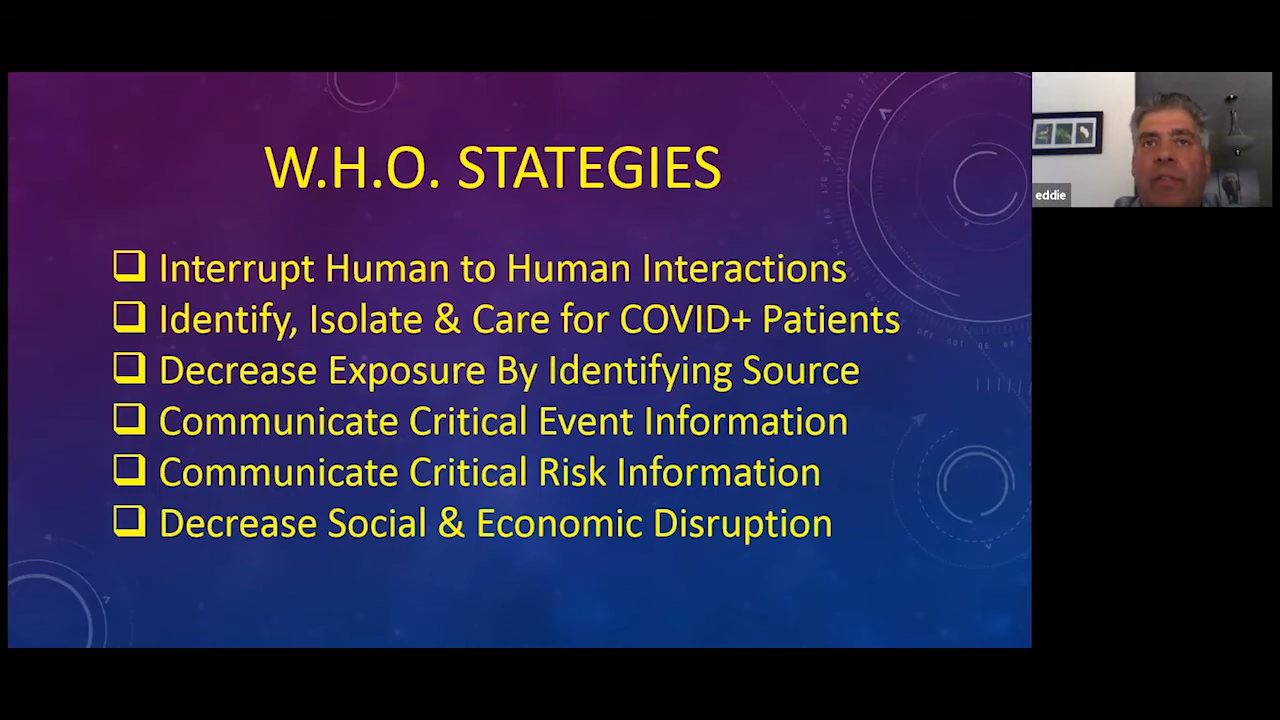 W.H.O. STATEGIES
Interrupt Human to Human Interactions
Identify, Isolate & Care for COVID+ Patients
Decrease Exposure By Identifying Source
Communicate Critical Event Information
Communicate Critical Risk Information
Decrease Social & Economic Disruption
eddie